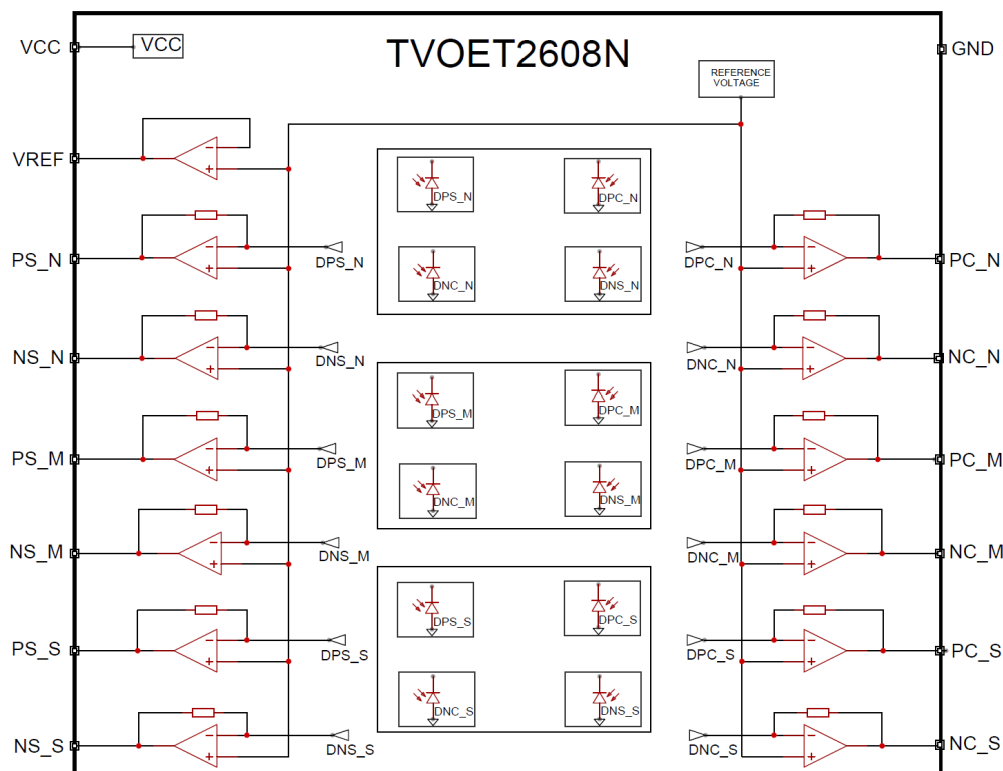 TVOET2608N
VCC
VCC
GND
REFERENCE
VOLTAGE
VREF
DPS_N
DPC_N
PS_N
DPS_N
DNC_N
DNS_N
DPC_N
PC_N
NS_N
DNS_N
DNC_N
NC_N
DPS_M
DPC_M
PS_M
DPS_M
DNC_M
DNS_M
DPC_M
PC_M
NS_M
DNS_M
DNC_M
NC_M
DPS_S
DPC_S
PS_S
DPS_S
DNC_S
DNS_S
DPC_S
PC_S
NS_S
DNS_S
DNC_S
NC_S